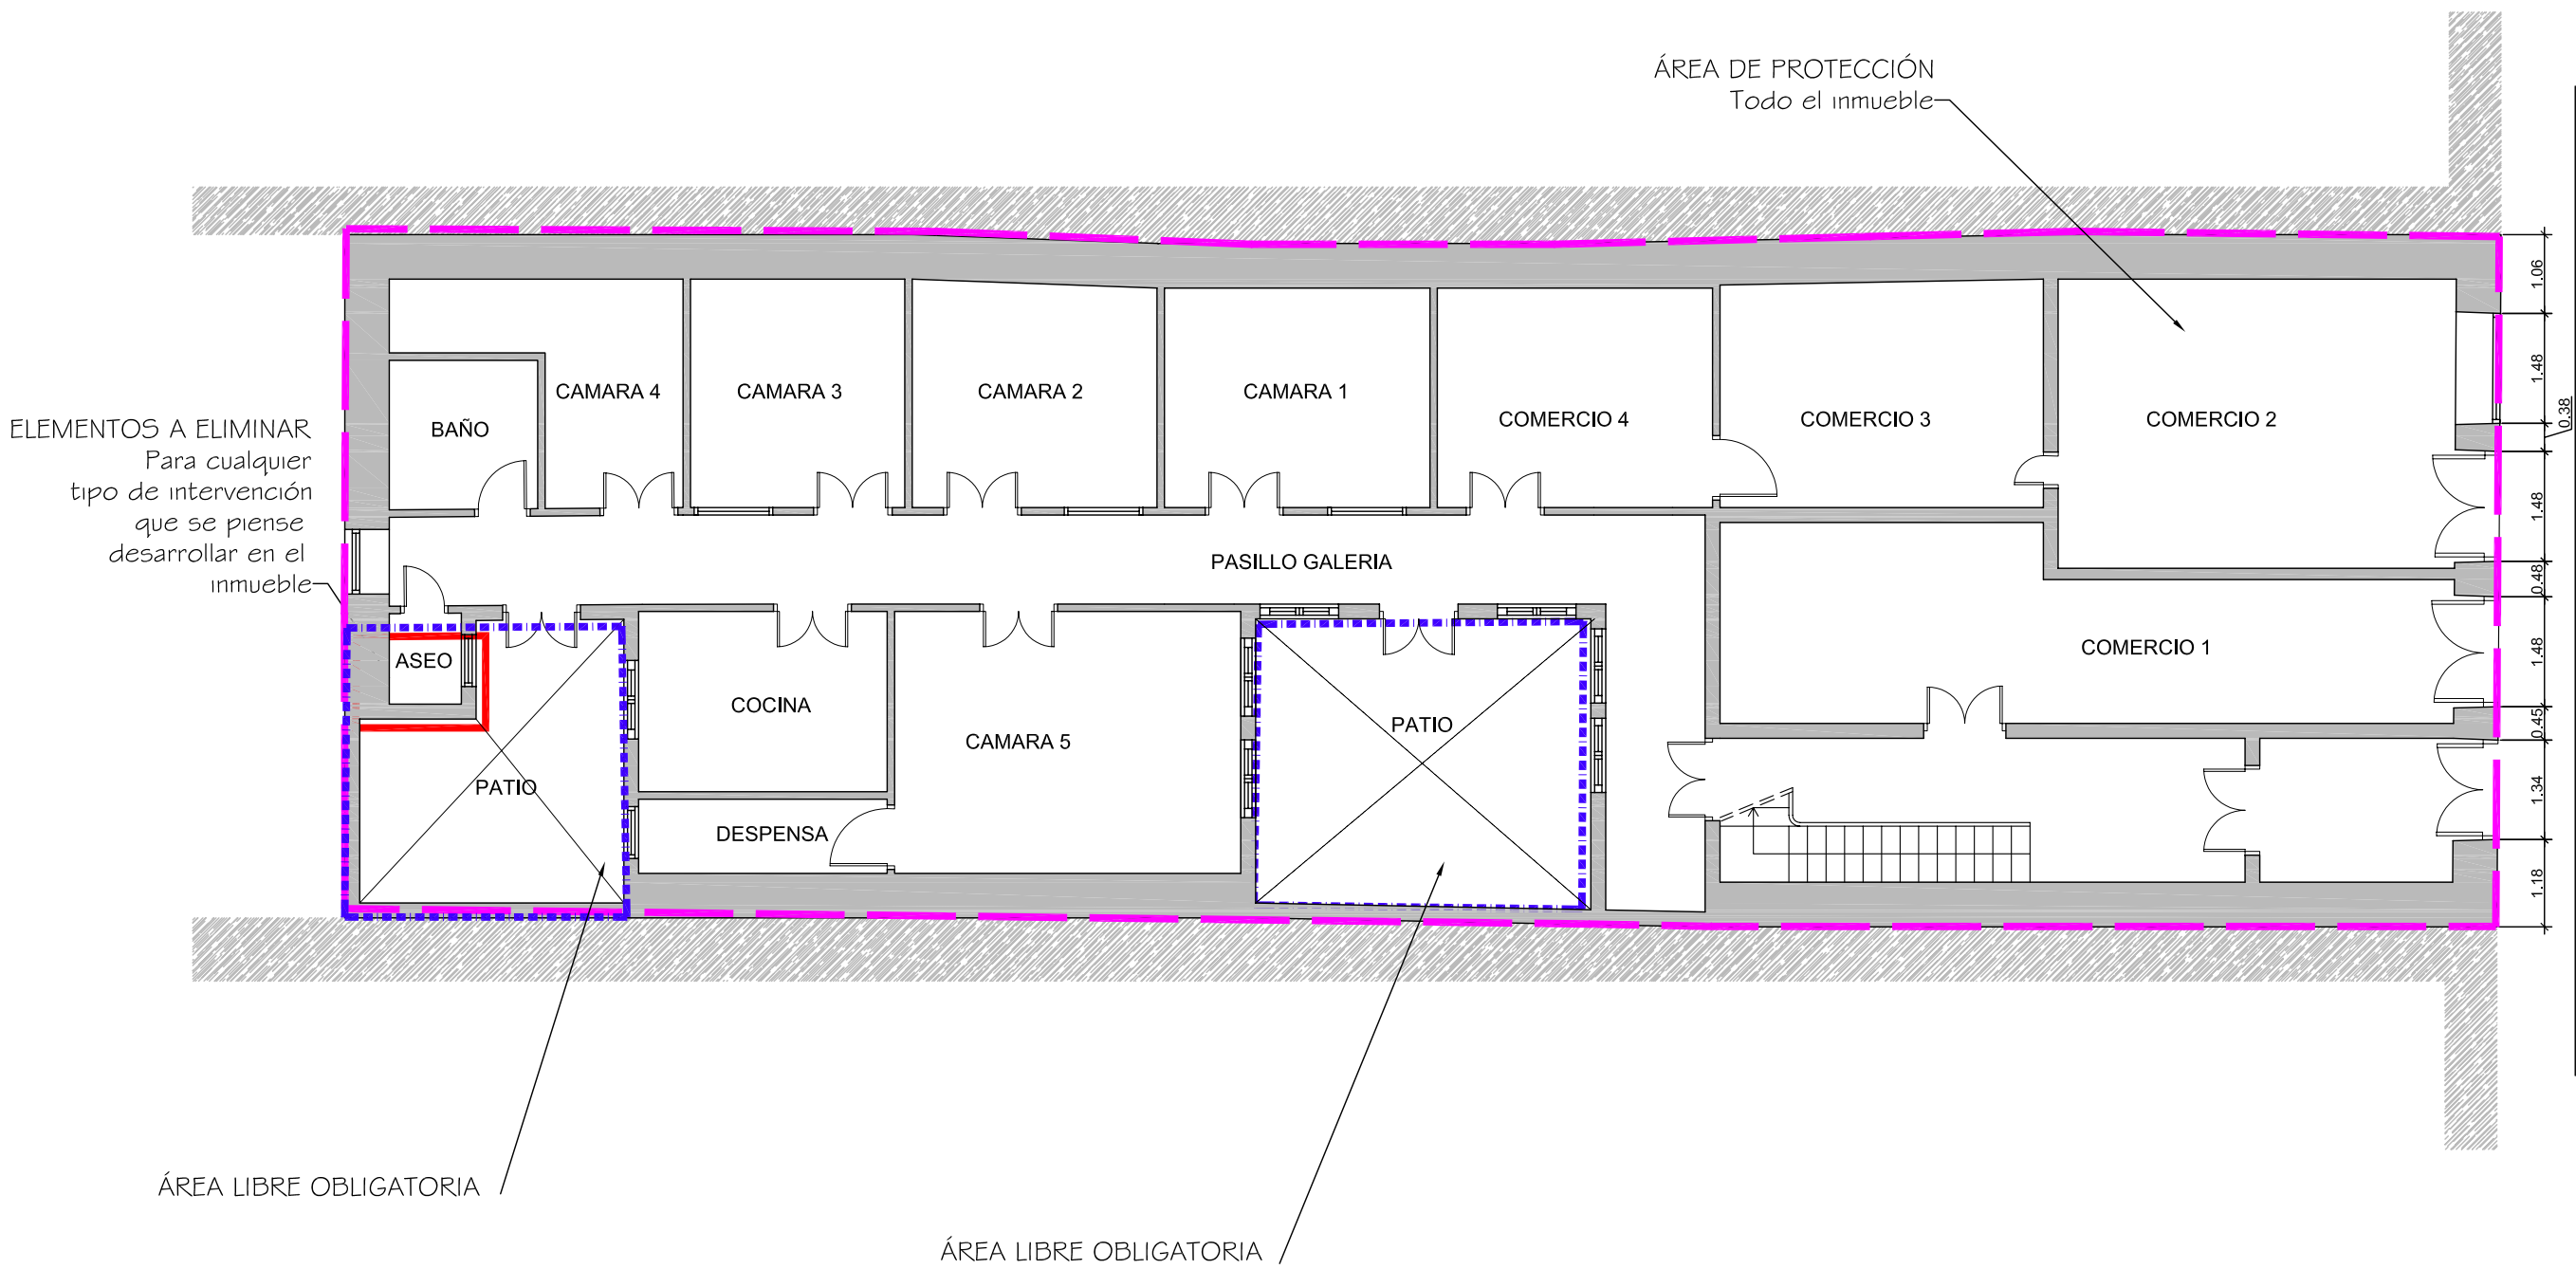 ÁREA DE PROTECCIÓN
Todo el inmueble
ELEMENTOS A ELIMINAR
Para cualquier
tipo de intervención
que se piense
desarrollar en el
inmueble
CAMARA 4
CAMARA 3
CAMARA 2
CAMARA 1
COMERCIO 4
COMERCIO 3
COMERCIO 2
BAÑO
PASILLO GALERIA
ASEO
COCINA
CAMARA 5
PATIO
COMERCIO 1
PATIO
DESPENSA
1.06
1.48
0.38
1.48
0.48
1.48
0.45
1.34
1.18
ÁREA LIBRE OBLIGATORIA
ÁREA LIBRE OBLIGATORIA